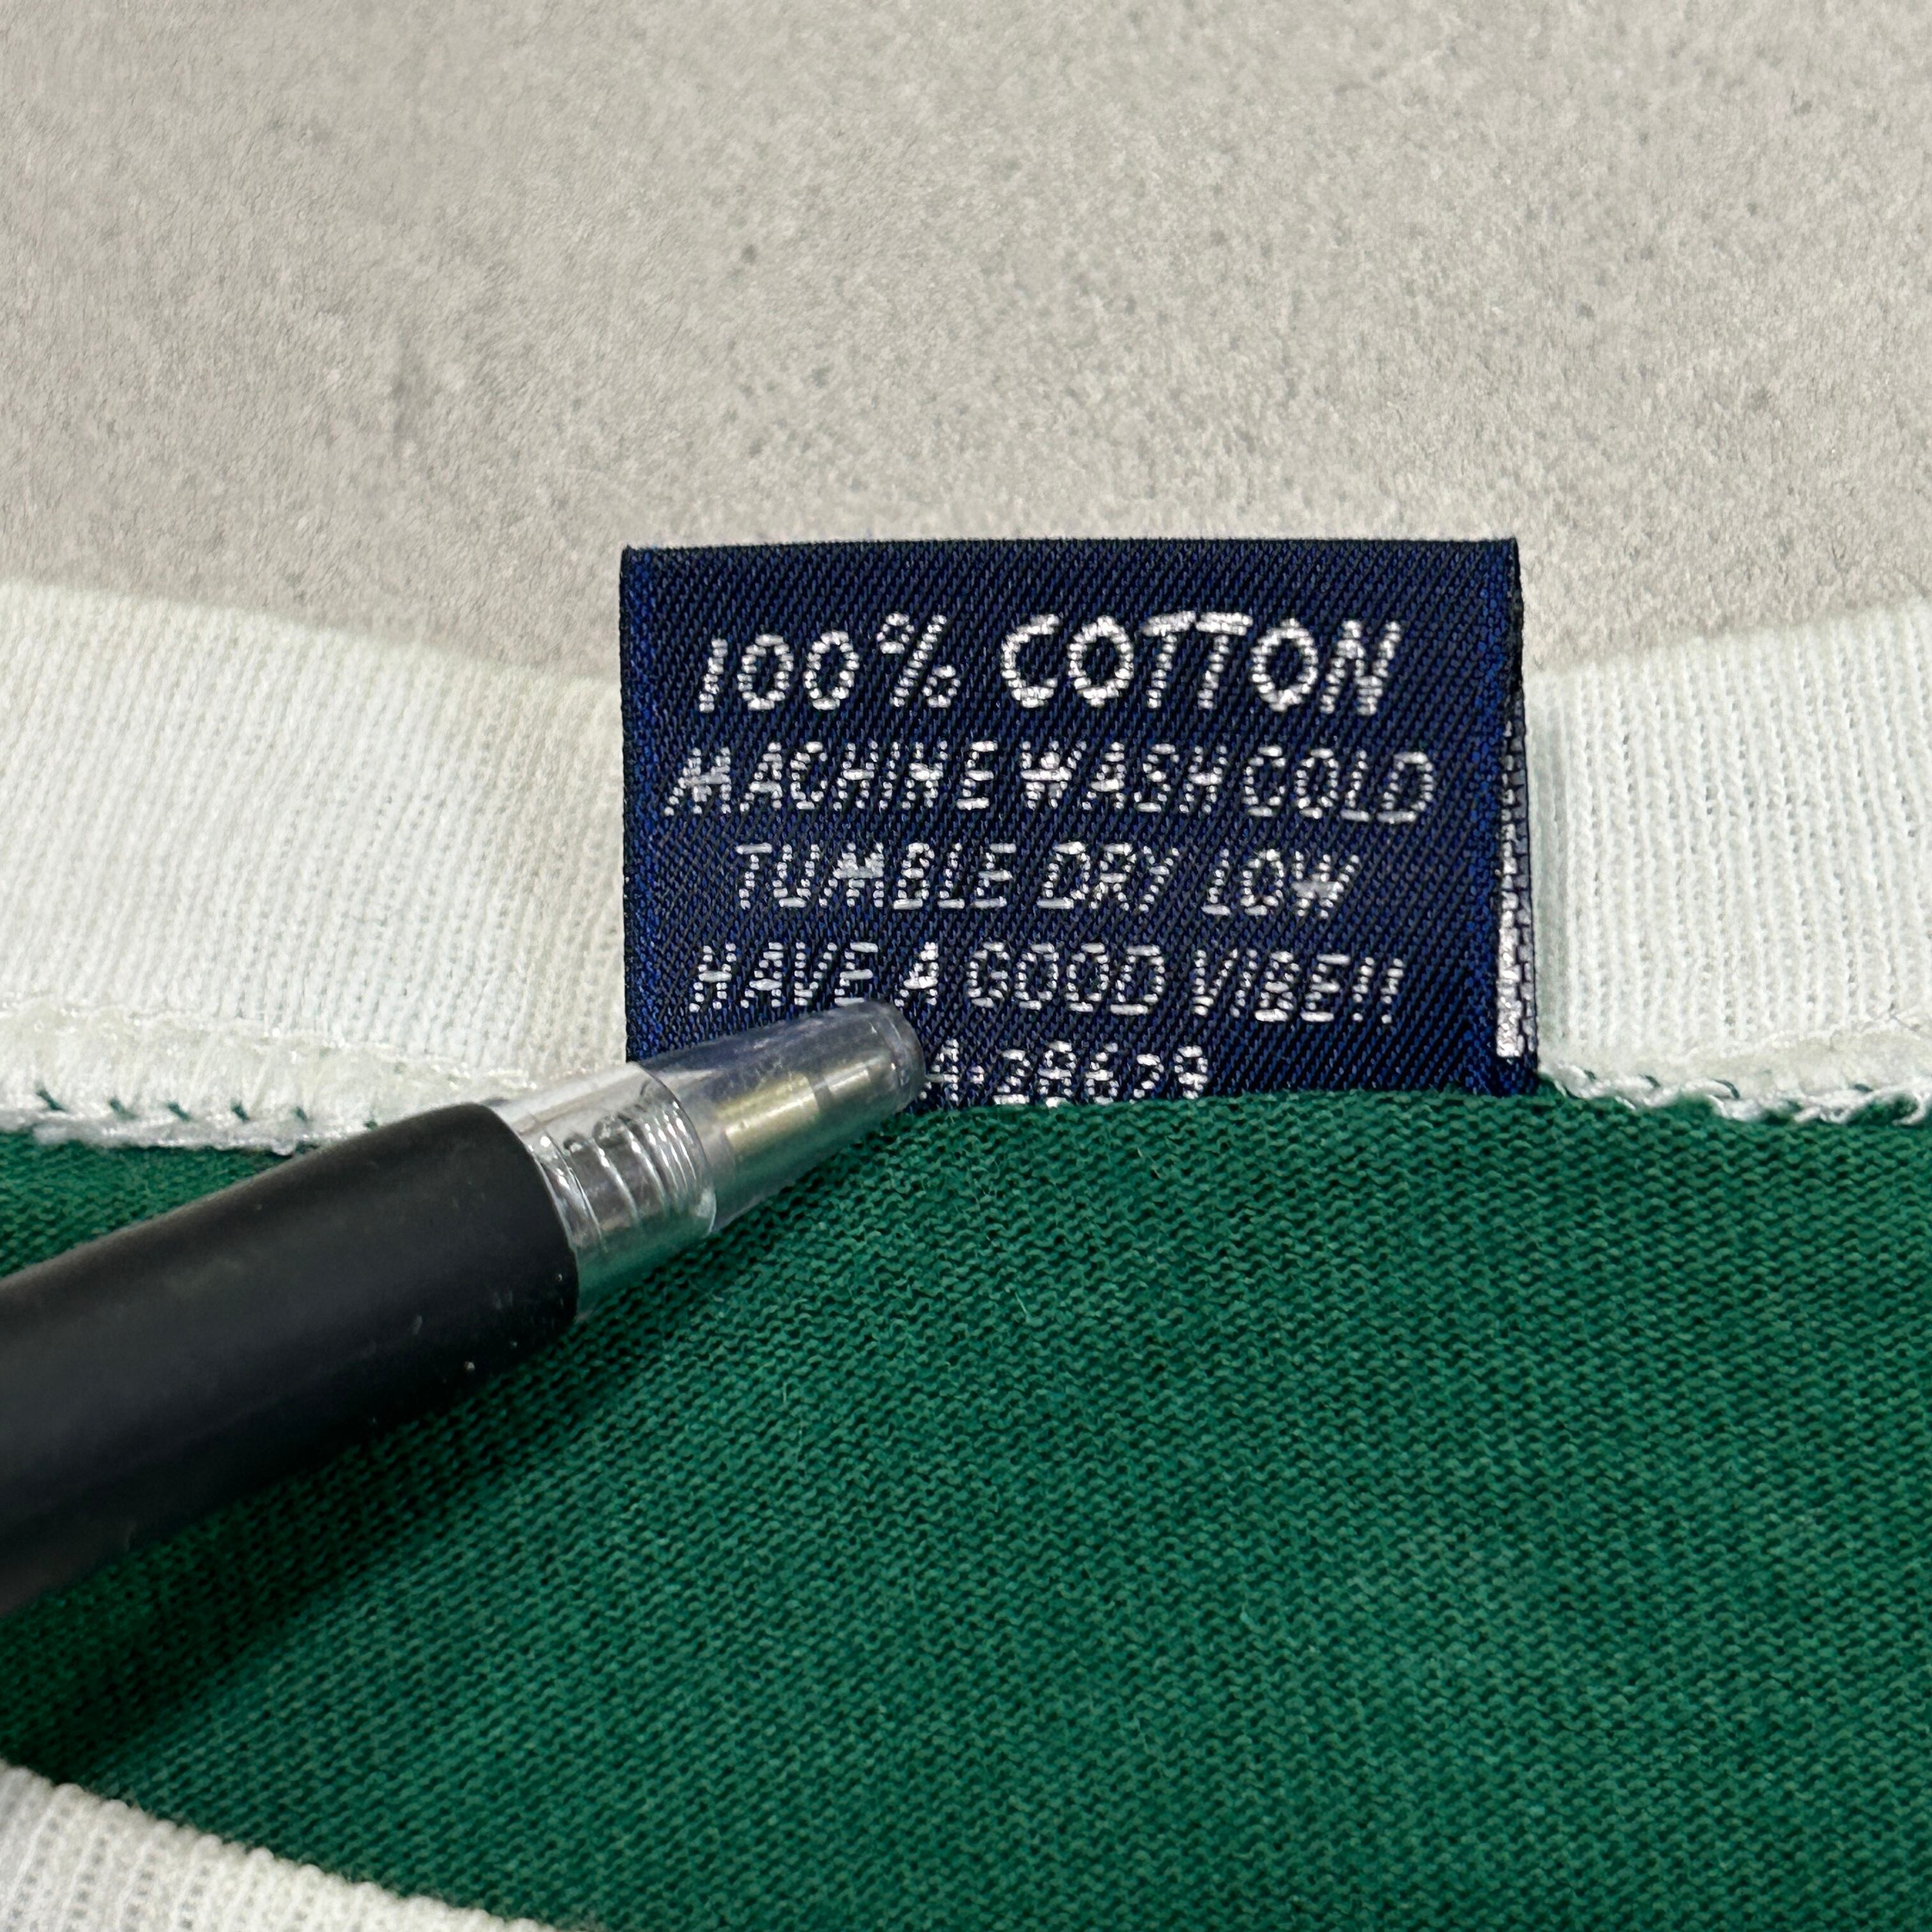 100% COTTON
MACHINE WASH COLD
TUMBLE DRY LOW
HAVE A GOOD VIBE!!